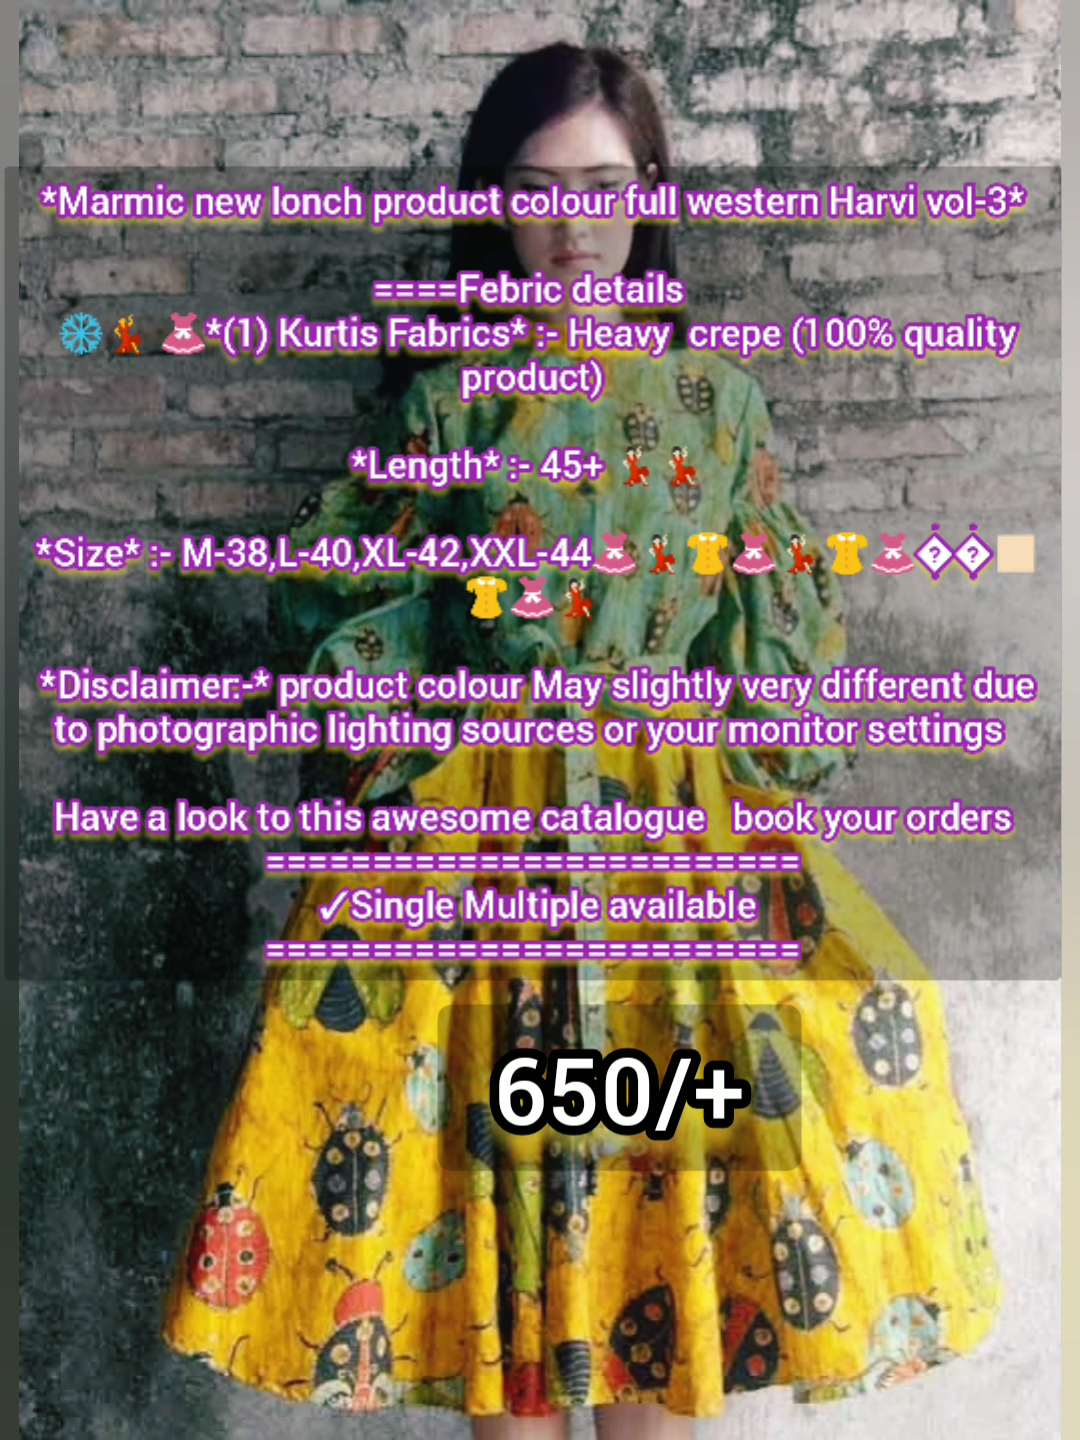 *Marmic new lonch product colour full western Harvi vol-3*
====Febric details
❄💃👗*(1) Kurtis Fabrics* :- Heavy  crepe (100% quality
product)
*Length* :- 45+ 💃💃
*Size* :- M-38,L-40,XL-42,XXL-44👗💃👚👗💃👚👗��🏻
👚👗💃
*Disclaimer:-* product colour May slightly very different due
to photographic lighting sources or your monitor settings
Have a look to this awesome catalogue   book your orders
=========================
✓Single Multiple available
=========================
650/+